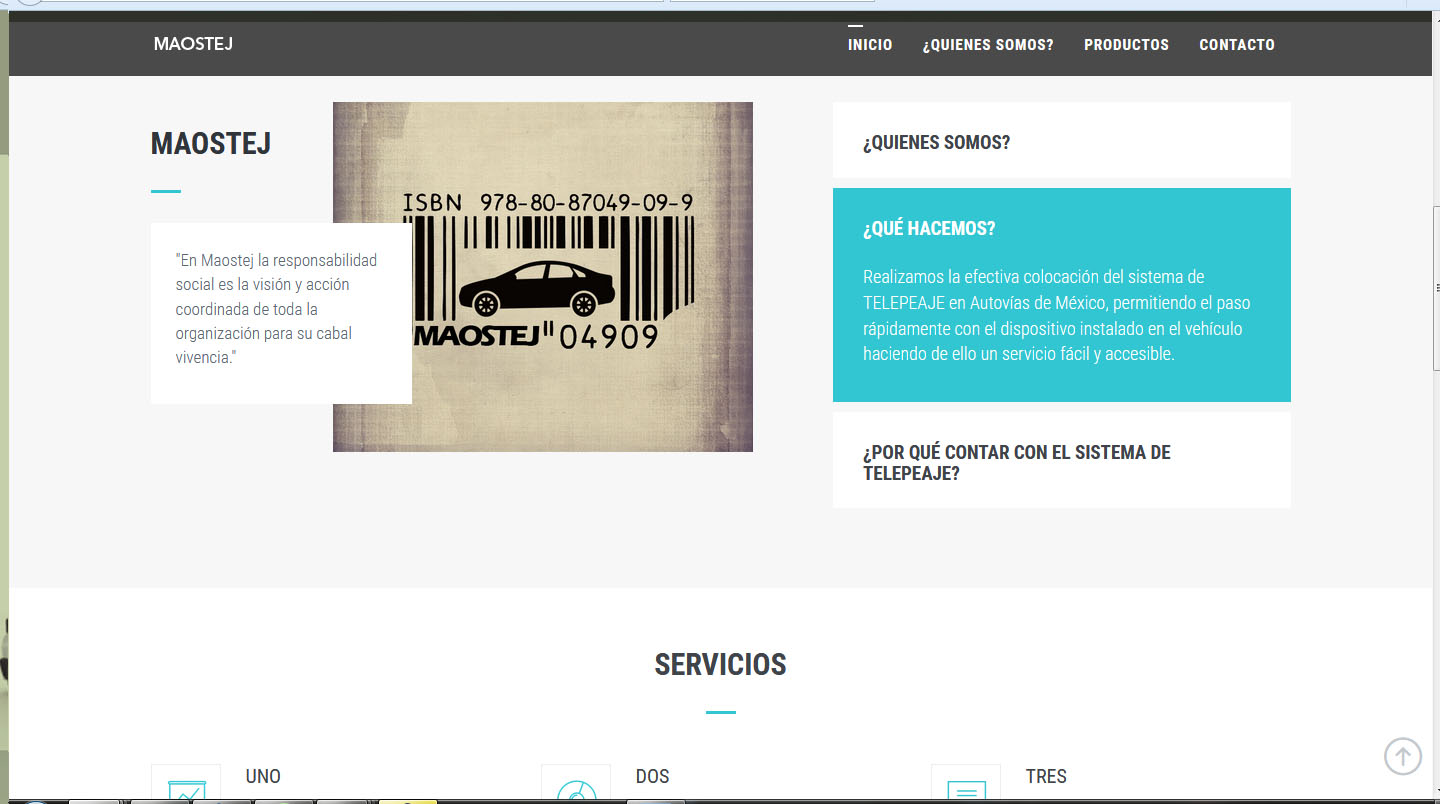 MAOSTEJ
INICIO ¿QUIENES SOMOS? PRODUCTOS CONTACTO
MAOSTEJ
"En Maostej la responsabilidad
social es la visión y acción
coordinada de toda la
organización para su cabal
vivencia."
ISBN 978-80-87049-09-9
MAOSTEJ" 04909
¿QUIENES SOMOS?
¿QUÉ HACEMOS?
Realizamos la efectiva colocación del sistema de
TELEPEAJE en Autovías de México, permitiendo el paso
rápidamente con el dispositivo instalado en el vehículo
haciendo de ello un servicio fácil y accesible.
¿POR QUÉ CONTAR CON EL SISTEMA DE
TELEPEAJE?
SERVICIOS
UNO
DOS
TRES